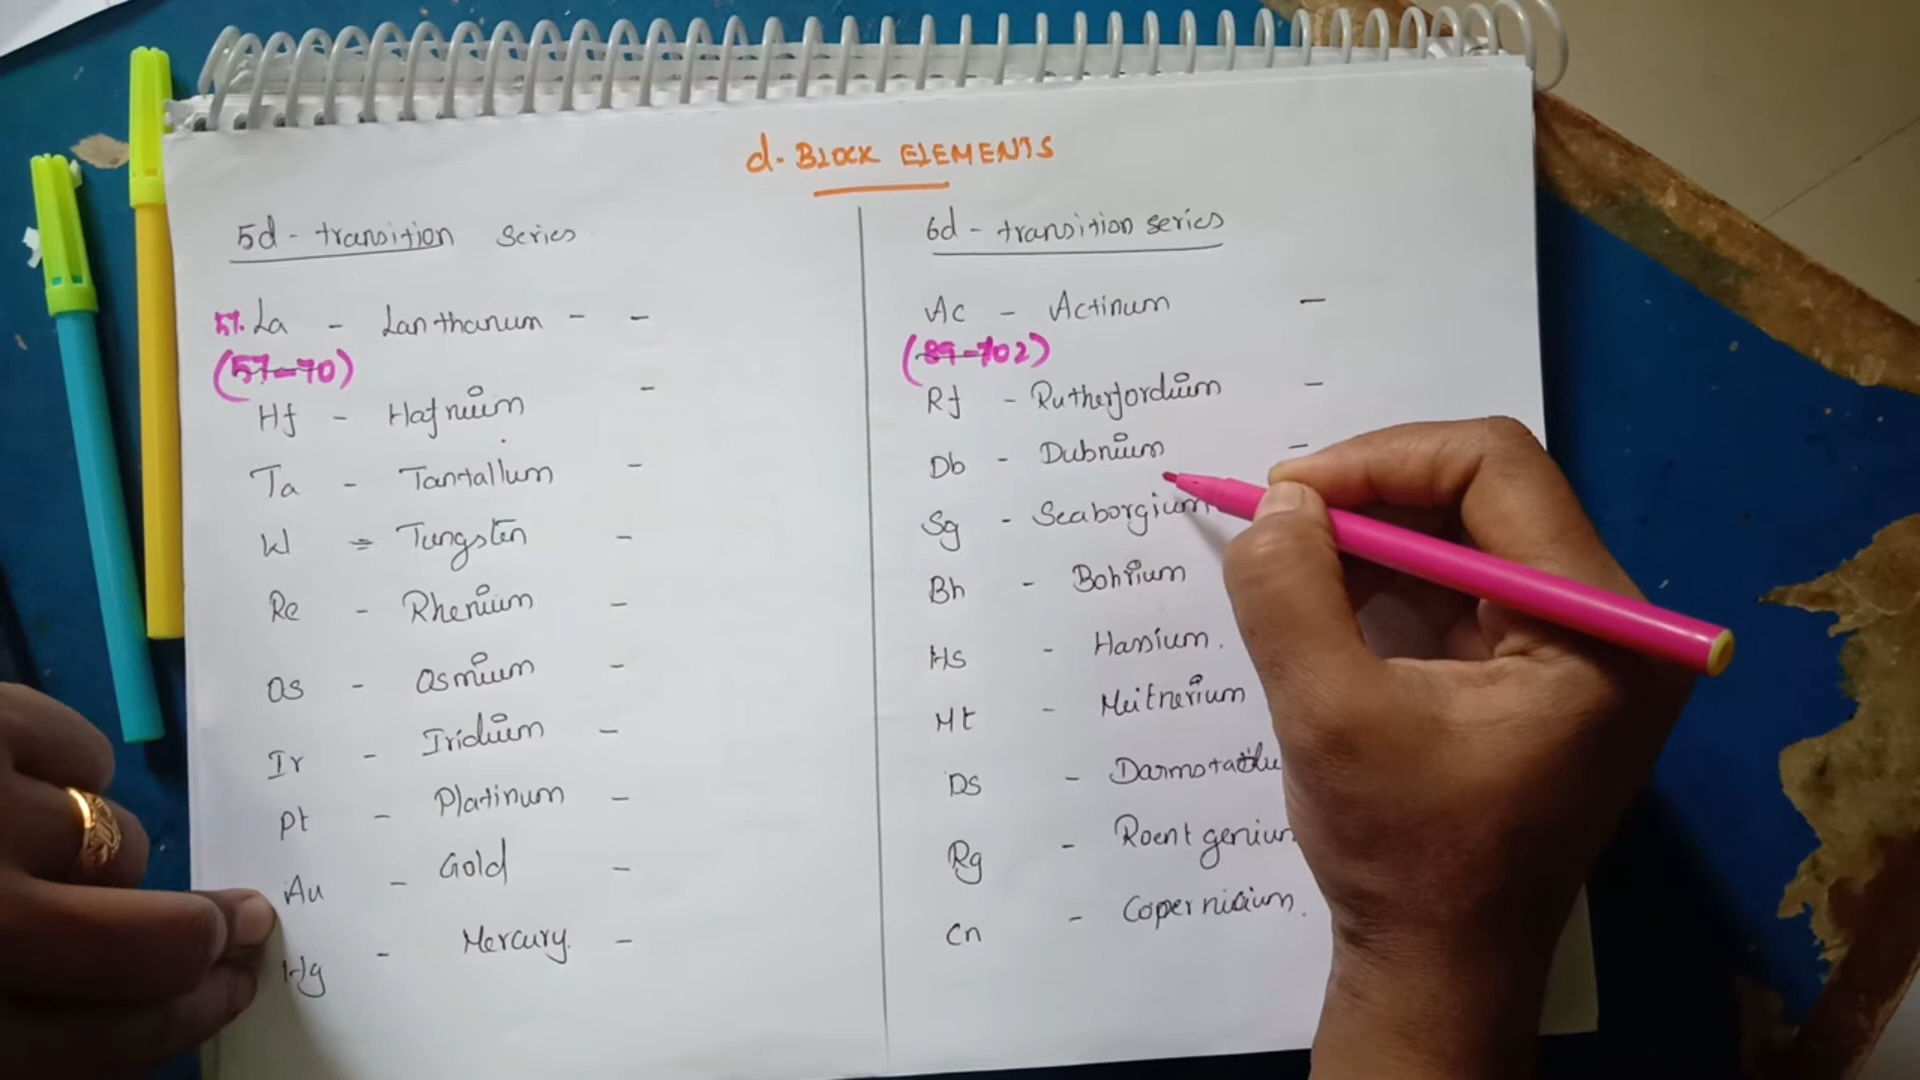 d-BLOCK ELEMENTS
5d - transition series
57. La - Lanthanum - -
(57-70)
Hf - Hafnium -
Ta - Tantallum -
W = Tungsten -
Re - Rhenium -
Os - Osmium -
Ir - Iridium -
Pt - Platinum -
Au - Gold -
Hg - Mercury. -
6d - transition series
Ac - Actinum -
(89-102)
Rf - Rutherfordium -
Db - Dubnium -
Sg - Seaborgium
Bh - Bohrium
Hs - Hassium.
Mt - Meitnerium
Ds -
Rg - Roentgenium
Cn - Copernicium.